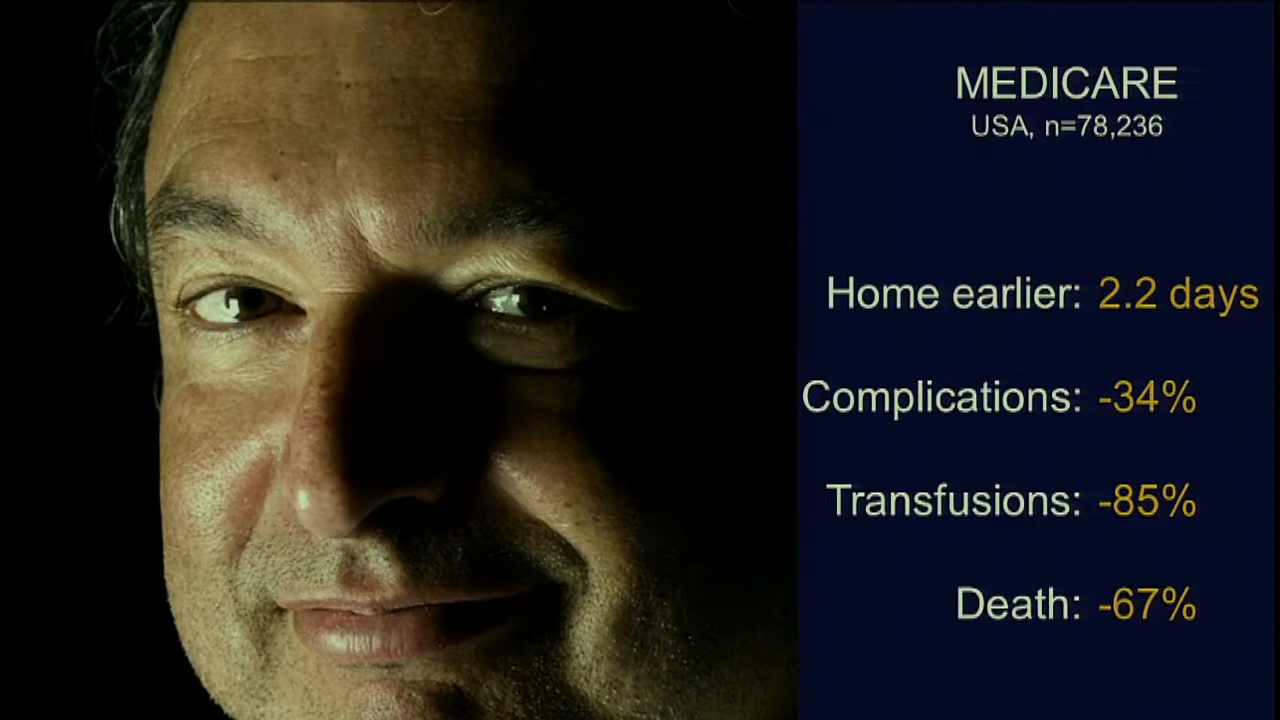 MEDICARE
USA, n=78,236
Home earlier: 2.2 days
Complications: -34%
Transfusions: -85%
Death: -67%